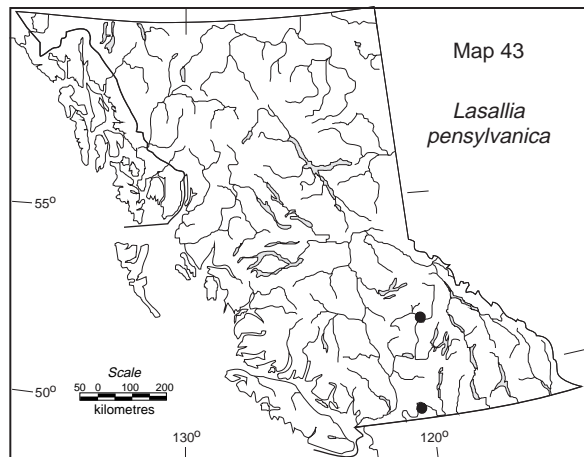 Map 43
Lasallia
pensylvanica
55°
50°
Scale
50 0 100 200
kilometres
130°
120°